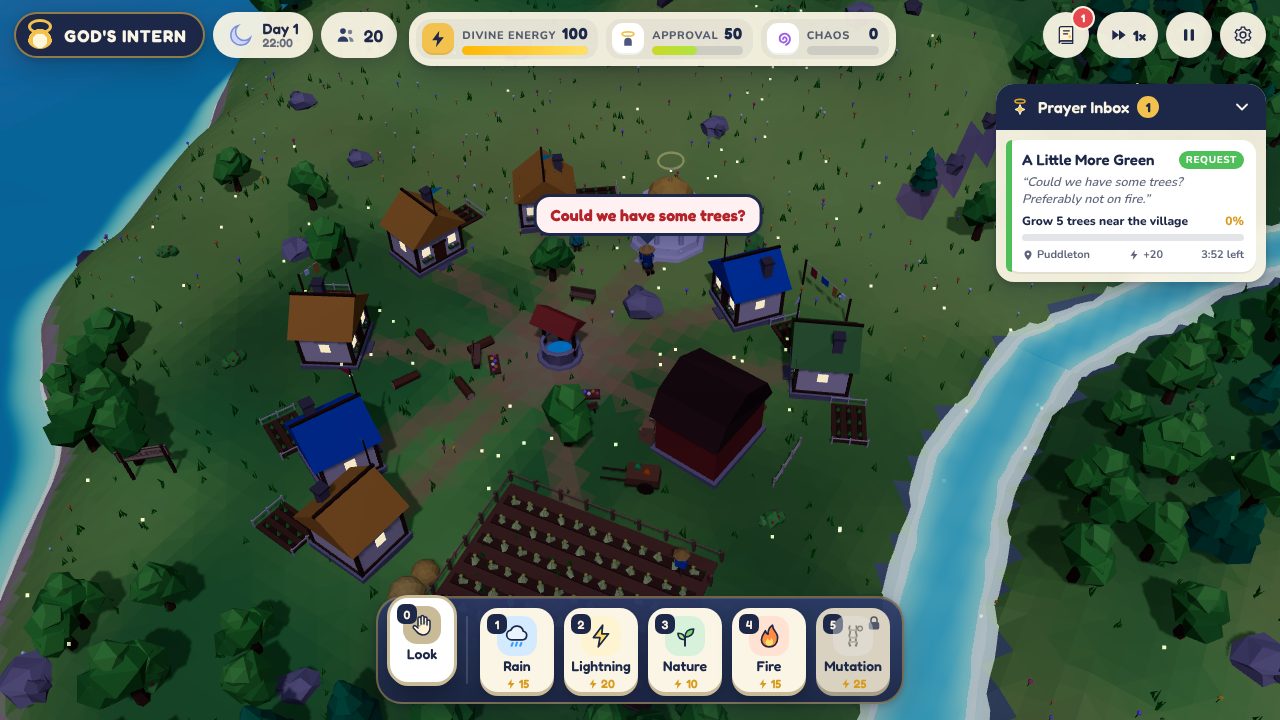 GOD'S INTERN
Day 1
22:00
20
DIVINE ENERGY 100
APPROVAL 50
CHAOS 0
1
1x
Prayer Inbox 1
A Little More Green REQUEST
“Could we have some trees?
Preferably not on fire.”
Grow 5 trees near the village 0%
Puddleton +20 3:52 left
Could we have some trees?
0
Look
1
Rain
15
2
Lightning
20
3
Nature
10
4
Fire
15
5
Mutation
25